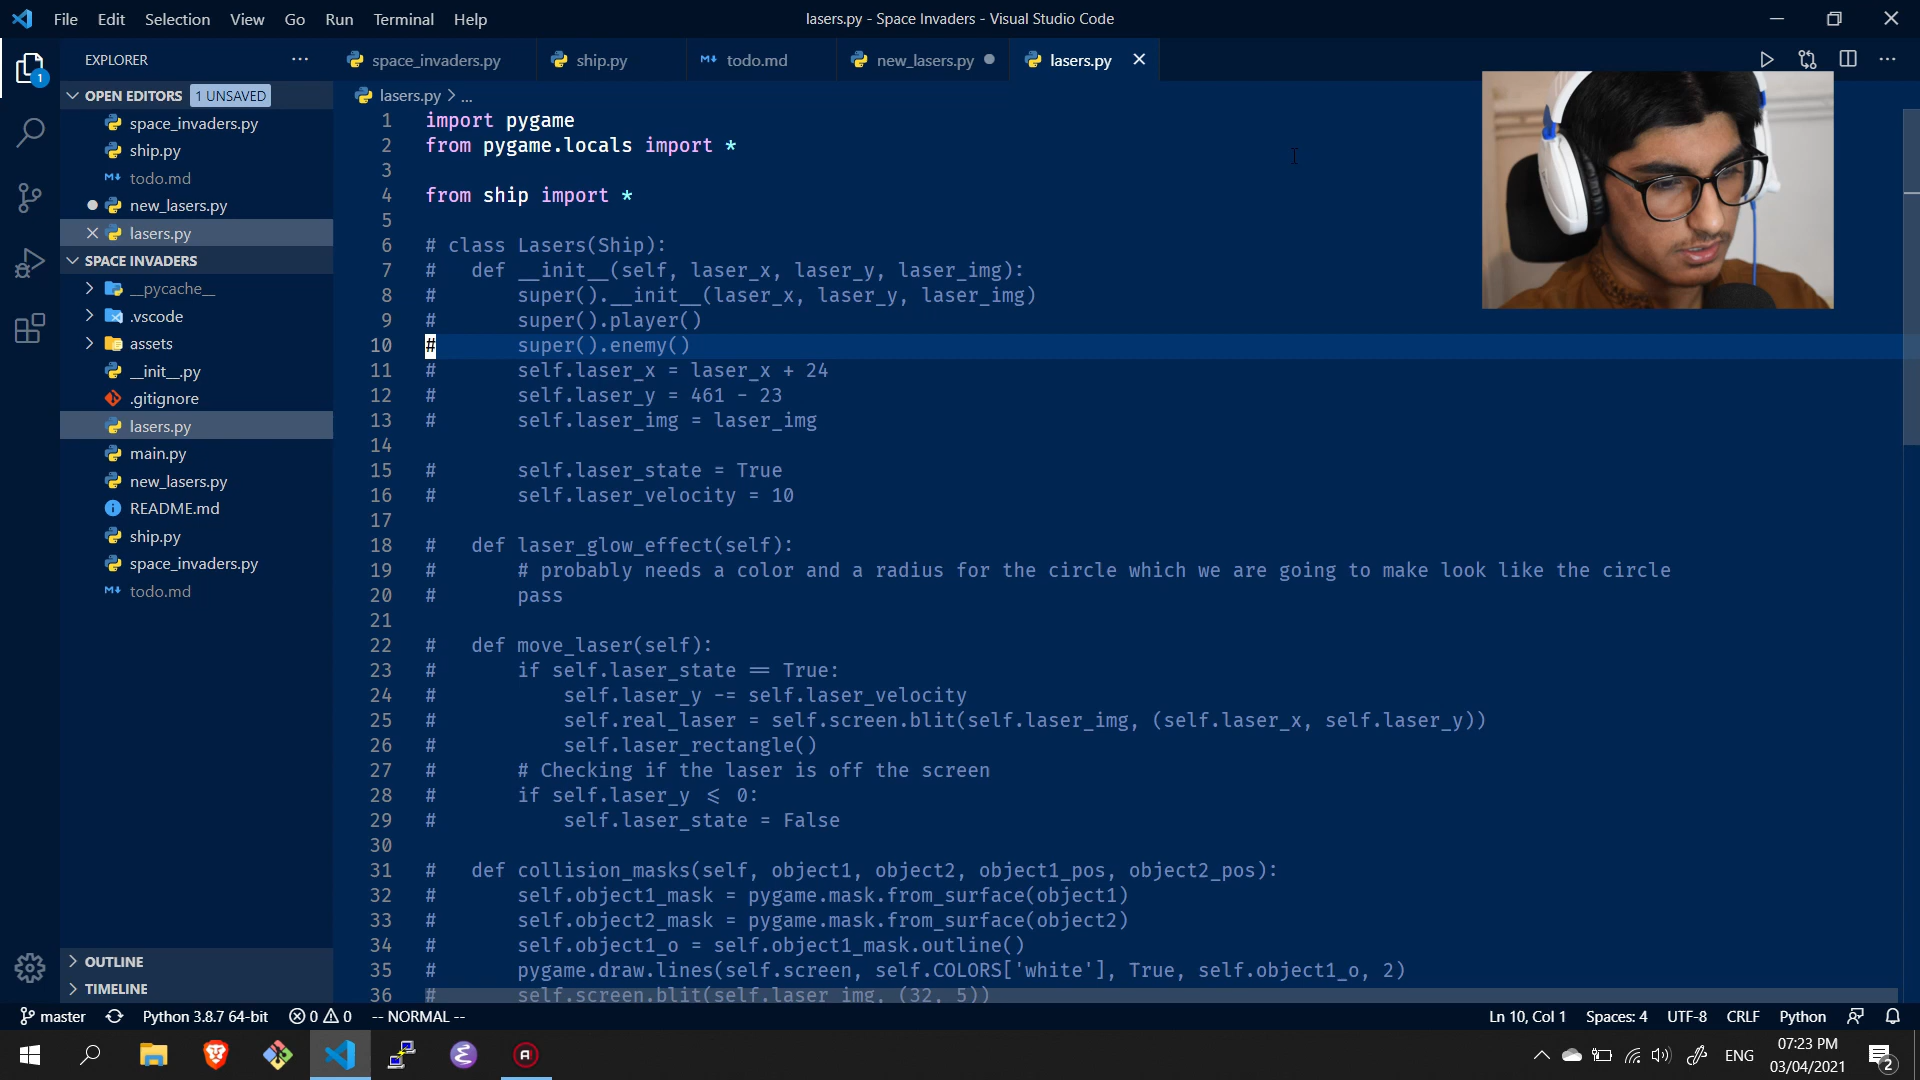 File Edit Selection View Go Run Terminal Help
lasers.py - Space Invaders - Visual Studio Code
EXPLORER
OPEN EDITORS 1 UNSAVED
space_invaders.py
ship.py
todo.md
new_lasers.py
lasers.py
SPACE INVADERS
__pycache__
.vscode
assets
__init__.py
.gitignore
lasers.py
main.py
new_lasers.py
README.md
ship.py
space_invaders.py
todo.md
OUTLINE
TIMELINE
space_invaders.py ship.py todo.md new_lasers.py lasers.py
lasers.py > ...
1 import pygame
2 from pygame.locals import *
3
4 from ship import *
5
6 # class Lasers(Ship):
7 #   def __init__(self, laser_x, laser_y, laser_img):
8 #       super().__init__(laser_x, laser_y, laser_img)
9 #       super().player()
10 #       super().enemy()
11 #       self.laser_x = laser_x + 24
12 #       self.laser_y = 461 - 23
13 #       self.laser_img = laser_img
14
15 #       self.laser_state = True
16 #       self.laser_velocity = 10
17
18 #   def laser_glow_effect(self):
19 #       # probably needs a color and a radius for the circle which we are going to make look like the circle
20 #       pass
21
22 #   def move_laser(self):
23 #       if self.laser_state == True:
24 #           self.laser_y -= self.laser_velocity
25 #           self.real_laser = self.screen.blit(self.laser_img, (self.laser_x, self.laser_y))
26 #           self.laser_rectangle()
27 #       # Checking if the laser is off the screen
28 #       if self.laser_y <= 0:
29 #           self.laser_state = False
30
31 #   def collision_masks(self, object1, object2, object1_pos, object2_pos):
32 #       self.object1_mask = pygame.mask.from_surface(object1)
33 #       self.object2_mask = pygame.mask.from_surface(object2)
34 #       self.object1_o = self.object1_mask.outline()
35 #       pygame.draw.lines(self.screen, self.COLORS['white'], True, self.object1_o, 2)
36 #       self.screen.blit(self.laser_img, (32, 5))
master Python 3.8.7 64-bit 0 0 -- NORMAL --
Ln 10, Col 1 Spaces: 4 UTF-8 CRLF Python
ENG
07:23 PM
03/04/2021
2